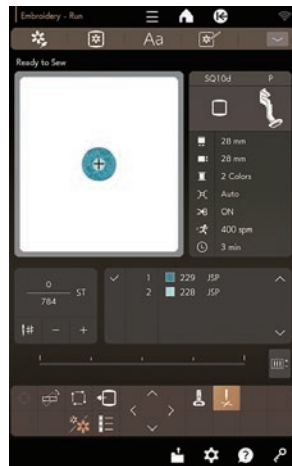 Embroidery - Run
Aa
Ready to Sew
SQ10d P
28 mm
28 mm
2 Colors
Auto
ON
400 spm
3 min
0
784 ST
1 229 JSP
2 228 JSP
# - +